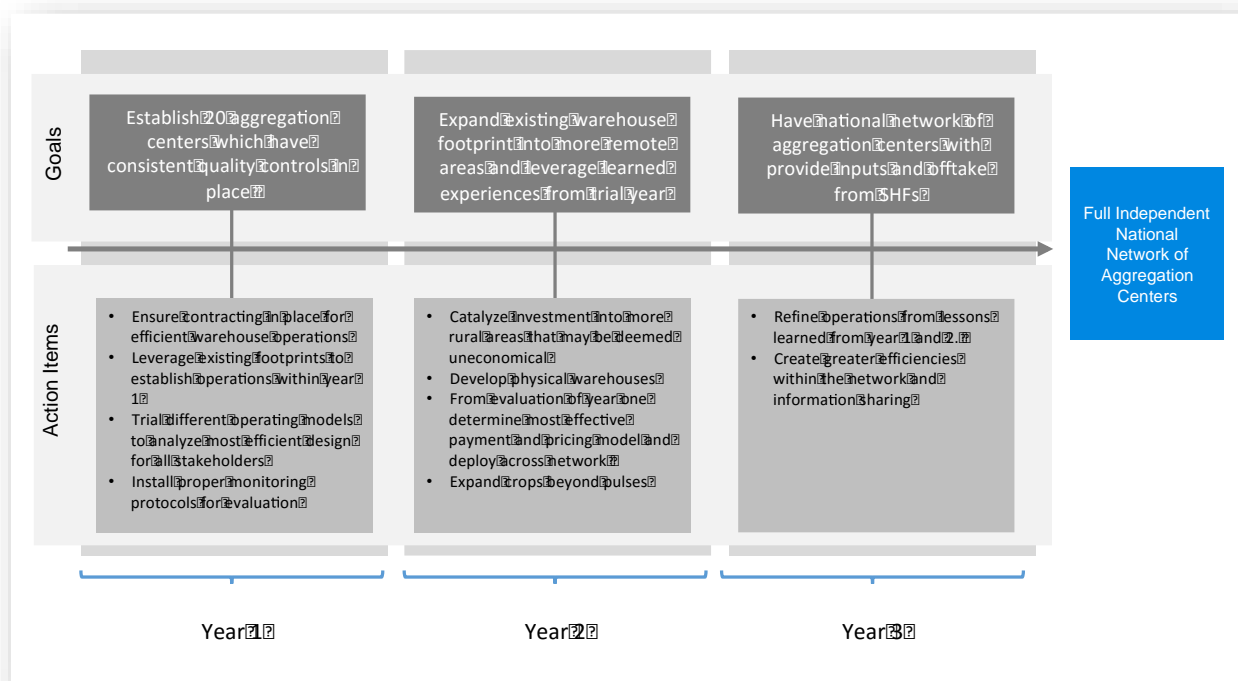 Goals
Establish 20 aggregation
centers which have
consistent quality controls in
place
Expand existing warehouse
footprint into more remote
areas and leverage learned
experiences from trial year
Have national network of
aggregation centers with
provide inputs and offtake
from SHFs
Full Independent
National
Network of
Aggregation
Centers
Action Items
• Ensure contracting in place for
efficient warehouse operations
• Leverage existing footprints to
establish operations within year
1
• Trial different operating models
to analyze most efficient design
for all stakeholders
• Install proper monitoring
protocols for evaluation
• Catalyze investment into more
rural areas that may be deemed
uneconomical
• Develop physical warehouses
• From evaluation of year one
determine most effective
payment and pricing model and
deploy across network
• Expand crops beyond pulses
• Refine operations from lessons
learned from year 1 and 2.
• Create greater efficiencies
within the network and
information sharing
Year 1
Year 2
Year 3